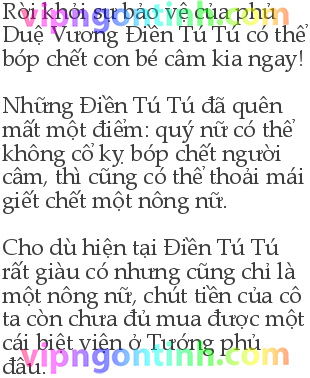 Rời khỏi sự bảo vệ của phủ
Duệ Vương Điền Tú Tú có thể
bóp chết con bé câm kia ngay!

Những Điền Tú Tú đã quên
mất một điểm: quý nữ có thể
không cổ kỵ bóp chết người
câm, thì cũng có thể thoải mái
giết chết một nông nữ.

Cho dù hiện tại Điền Tú Tú
rất giàu có nhưng cũng chỉ là
một nông nữ, chút tiền của cô
ta còn chưa đủ mua được một
cái biệt viện ở Tướng phủ
đâu.
vipngontinh.com
vipngontinh.com